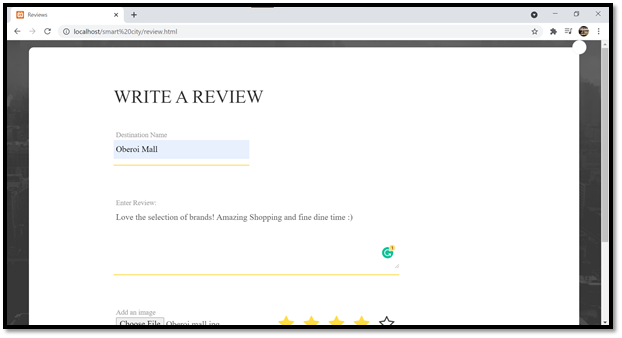 Reviews
localhost/smart%20city/review.html
WRITE A REVIEW
Destination Name
Oberoi Mall
Enter Review:
Love the selection of brands! Amazing Shopping and fine dine time :)
Add an image
Choose File Oberoi mall.jpg